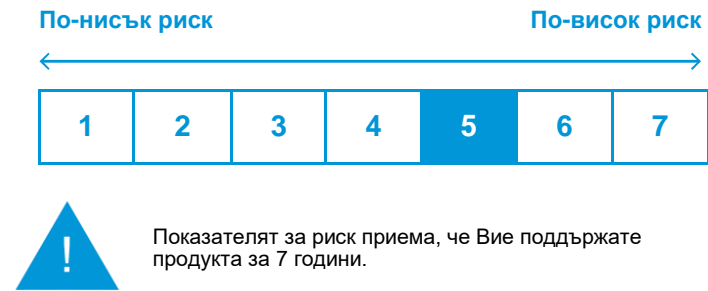 По-нисък риск По-висок риск
1 2 3 4 5 6 7
!
Показателят за риск приема, че Вие поддържате
продукта за 7 години.